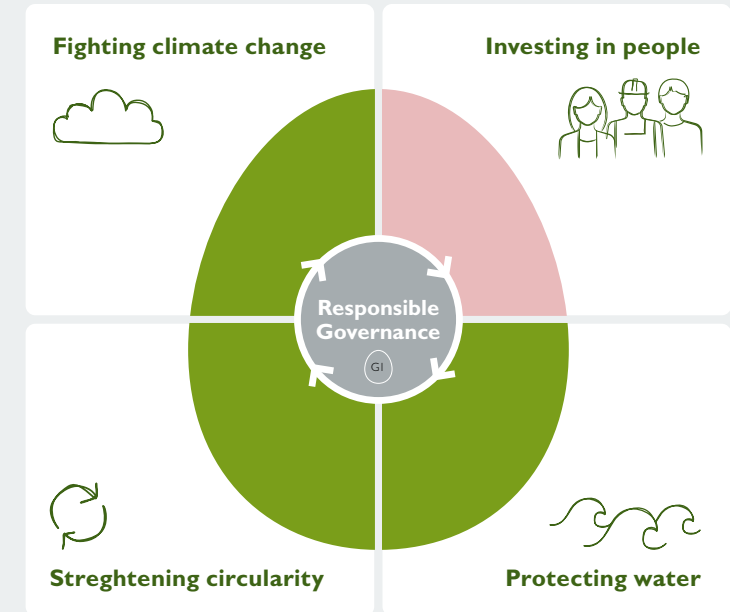 Fighting climate change
Investing in people
Responsible
Governance
GI
Streghtening circularity
Protecting water